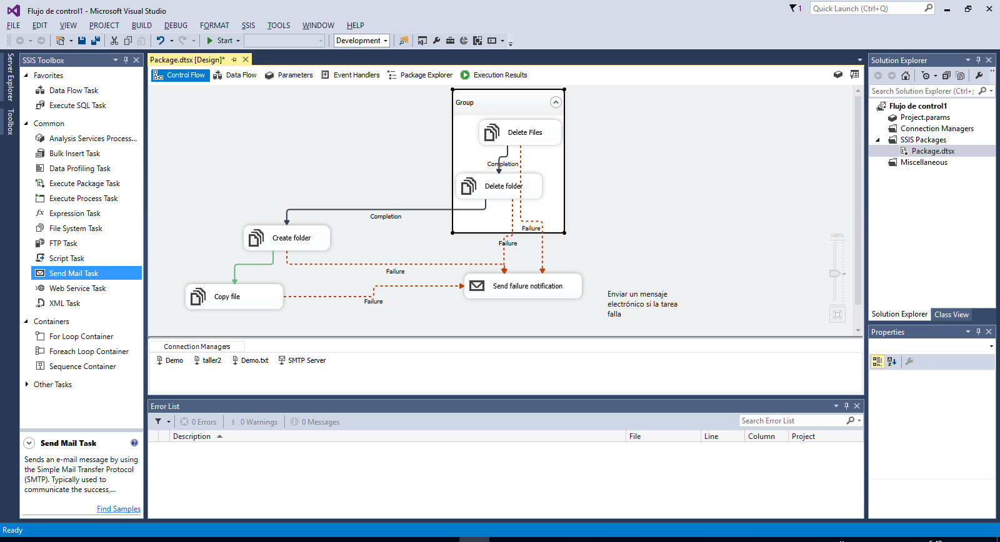 Flujo de control1 - Microsoft Visual Studio
1
Quick Launch (Ctrl+Q)
FILE EDIT VIEW PROJECT BUILD DEBUG FORMAT SSIS TOOLS WINDOW HELP
Start Development
Server Explorer
Toolbox
SSIS Toolbox
Favorites
Data Flow Task
Execute SQL Task
Common
Analysis Services Process...
Bulk Insert Task
Data Profiling Task
Execute Package Task
Execute Process Task
Expression Task
File System Task
FTP Task
Script Task
Send Mail Task
Web Service Task
XML Task
Containers
For Loop Container
Foreach Loop Container
Sequence Container
Other Tasks
Send Mail Task
Sends an e-mail message by using
the Simple Mail Transfer Protocol
(SMTP). Typically used to
communicate the success,...
Find Samples
Package.dtsx [Design]*
Control Flow Data Flow Parameters Event Handlers Package Explorer Execution Results
Group
Delete Files
Completion
Delete folder
Completion
Failure
Create folder
Failure
Failure
Send failure notification
Copy file
Failure
Enviar un mensaje
electrónico si la tarea
falla
100%
Connection Managers
Demo taller2 Demo.txt SMTP Server
Error List
0 Errors 0 Warnings 0 Messages
Search Error List
Description File Line Column Project
Solution Explorer
Search Solution Explorer (Ctrl+;
Flujo de control1
Project.params
Connection Managers
SSIS Packages
Package.dtsx
Miscellaneous
Solution Explorer Class View
Properties
Ready